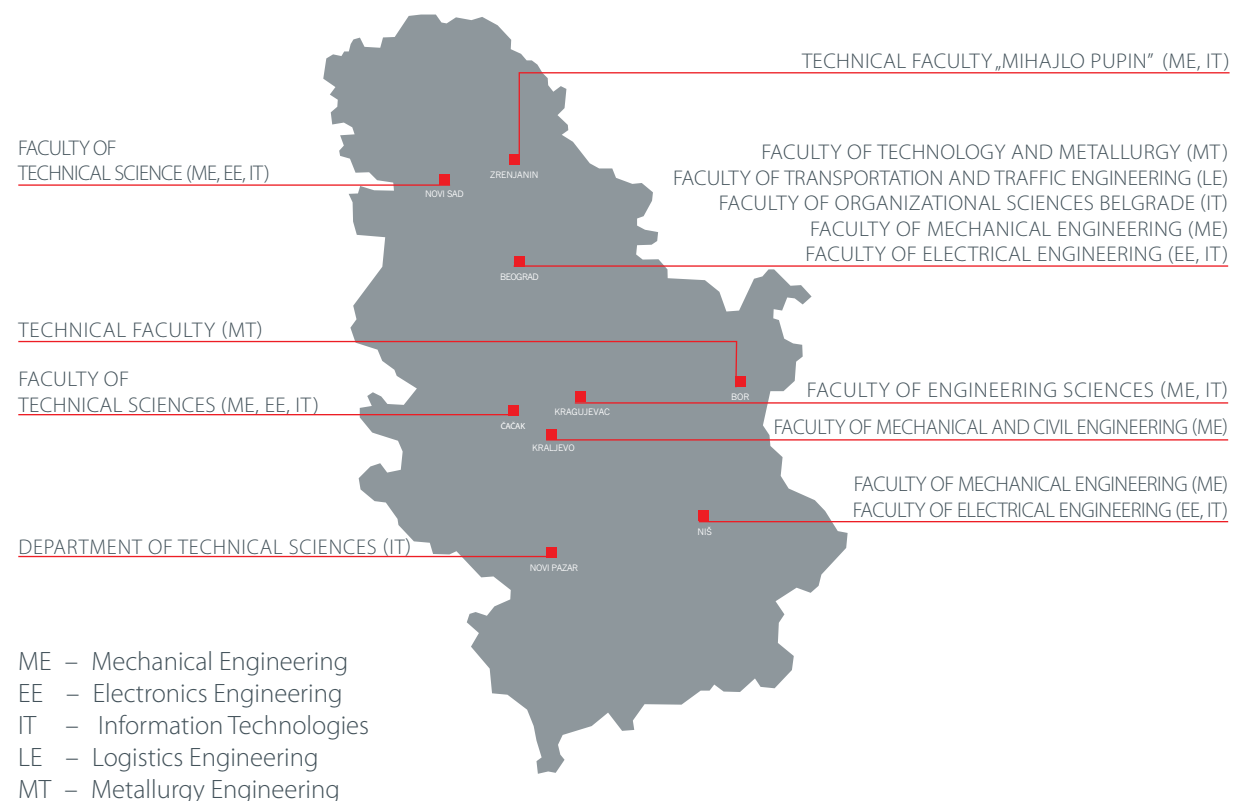 TECHNICAL FACULTY „MIHAJLO PUPIN” (ME, IT)
FACULTY OF
TECHNICAL SCIENCE (ME, EE, IT)
ZRENJANIN
NOVI SAD
FACULTY OF TECHNOLOGY AND METALLURGY (MT)
FACULTY OF TRANSPORTATION AND TRAFFIC ENGINEERING (LE)
FACULTY OF ORGANIZATIONAL SCIENCES BELGRADE (IT)
FACULTY OF MECHANICAL ENGINEERING (ME)
FACULTY OF ELECTRICAL ENGINEERING (EE, IT)
BEOGRAD
TECHNICAL FACULTY (MT)
BOR
FACULTY OF
TECHNICAL SCIENCES (ME, EE, IT)
ČAČAK
KRAGUJEVAC
FACULTY OF ENGINEERING SCIENCES (ME, IT)
KRALJEVO
FACULTY OF MECHANICAL AND CIVIL ENGINEERING (ME)
FACULTY OF MECHANICAL ENGINEERING (ME)
FACULTY OF ELECTRICAL ENGINEERING (EE, IT)
NIŠ
DEPARTMENT OF TECHNICAL SCIENCES (IT)
NOVI PAZAR
ME – Mechanical Engineering
EE – Electronics Engineering
IT – Information Technologies
LE – Logistics Engineering
MT – Metallurgy Engineering